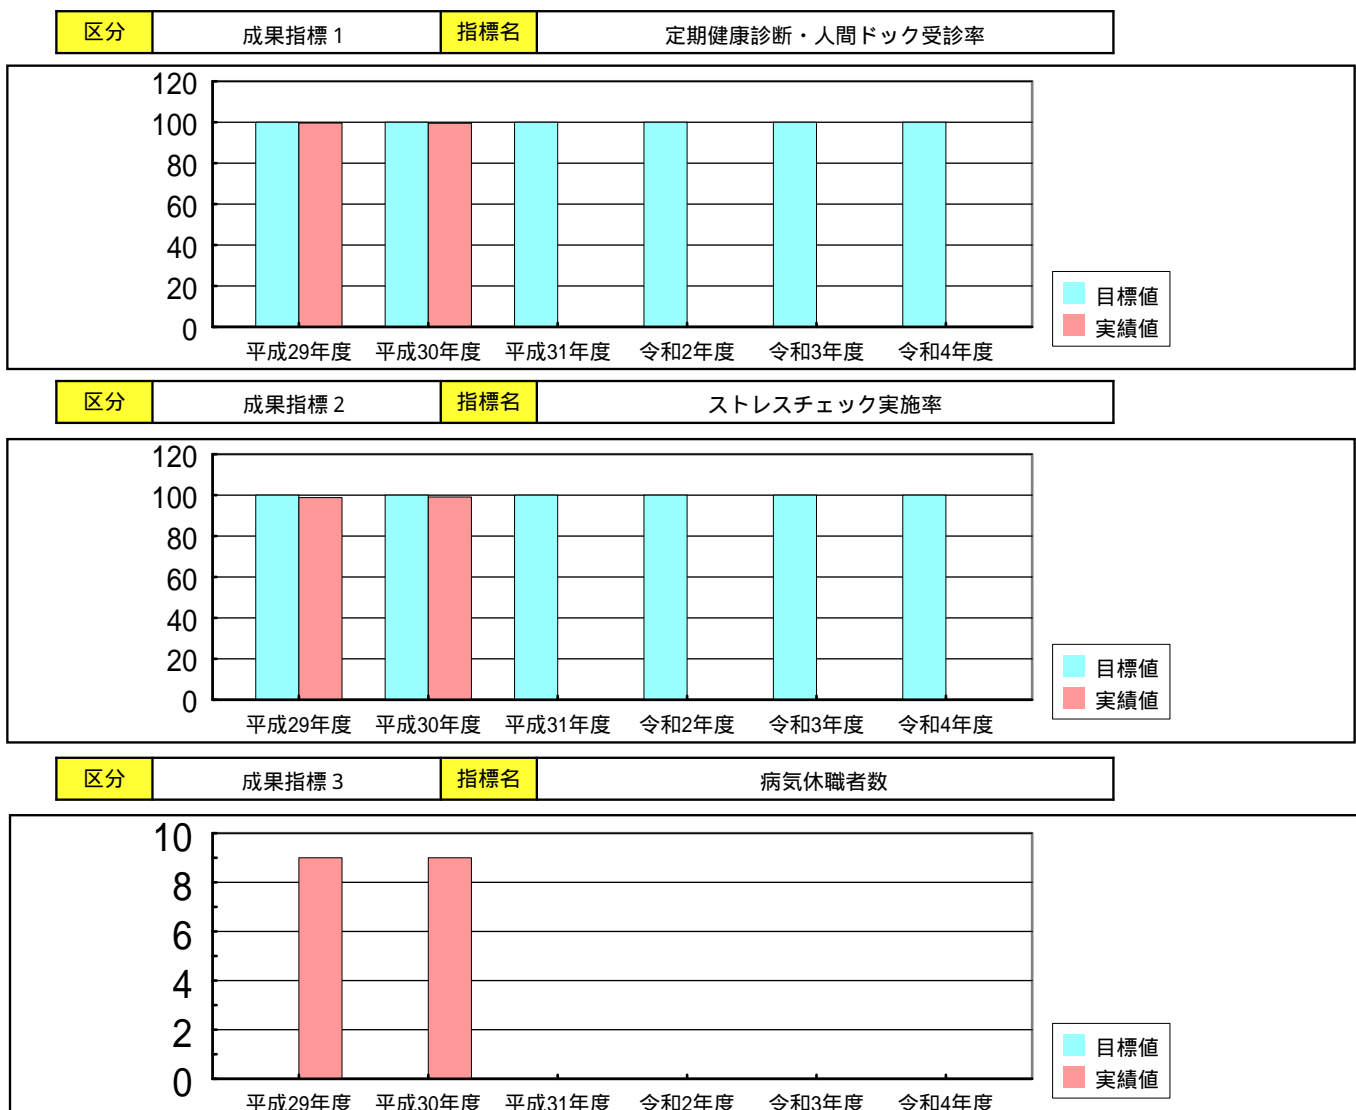 区分 成果指標１ 指標名 定期健康診断・人間ドック受診率
120
100
80
60
40
20
0
平成29年度 平成30年度 平成31年度 令和2年度 令和3年度 令和4年度
目標値
実績値
区分 成果指標２ 指標名 ストレスチェック実施率
120
100
80
60
40
20
0
平成29年度 平成30年度 平成31年度 令和2年度 令和3年度 令和4年度
目標値
実績値
区分 成果指標３ 指標名 病気休職者数
10
8
6
4
2
0
平成29年度 平成30年度 平成31年度 令和2年度 令和3年度 令和4年度
目標値
実績値